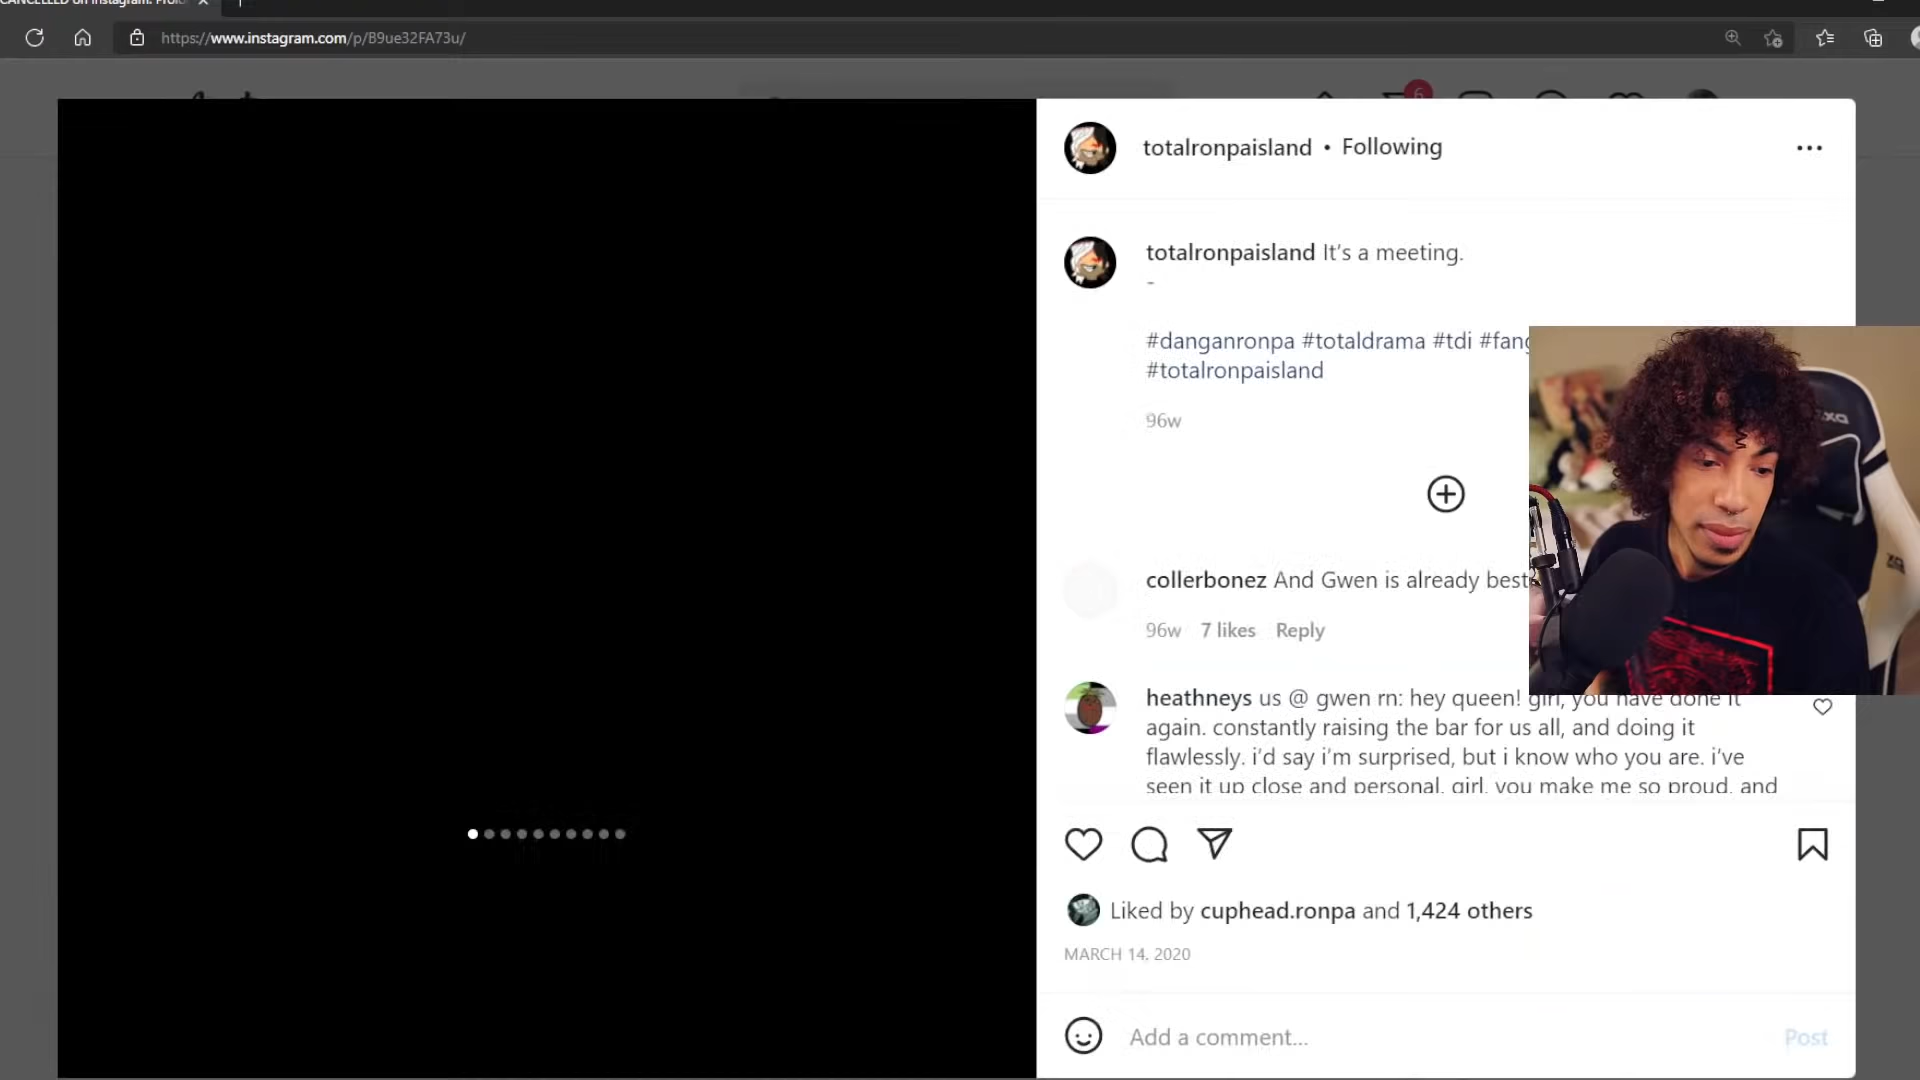 CANCELLED on Instagram:
https://www.instagram.com/p/B9ue32FA73u/
6
totalronpaisland • Following
totalronpaisland It's a meeting.
-
#danganronpa #totaldrama #tdi
#totalronpaisland
96w
collerbonez And Gwen is already best
96w 7 likes Reply
heathneys us @ gwen rn: hey queen! girl, you have done it
again. constantly raising the bar for us all, and doing it
flawlessly. i'd say i'm surprised, but i know who you are. i've
seen it up close and personal. girl, you make me so proud, and
Liked by cuphead.ronpa and 1,424 others
MARCH 14, 2020
Add a comment...
Post